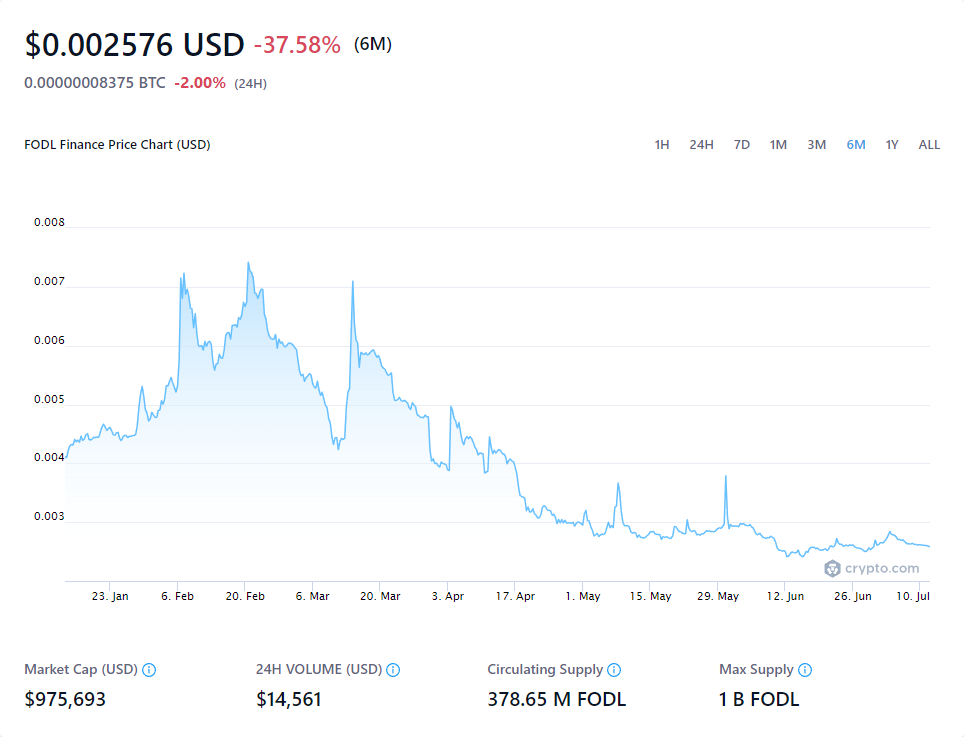 $0.002576 USD -37.58% (6M)
0.00000008375 BTC -2.00% (24H)
FODL Finance Price Chart (USD) 1H 24H 7D 1M 3M 6M 1Y ALL
0.008
0.007
0.006
0.005
0.004
0.003
crypto.com
23. Jan 6. Feb 20. Feb 6. Mar 20. Mar 3. Apr 17. Apr 1. May 15. May 29. May 12. Jun 26. Jun 10. Jul
Market Cap (USD) 24H VOLUME (USD) Circulating Supply Max Supply
$975,693 $14,561 378.65 M FODL 1 B FODL